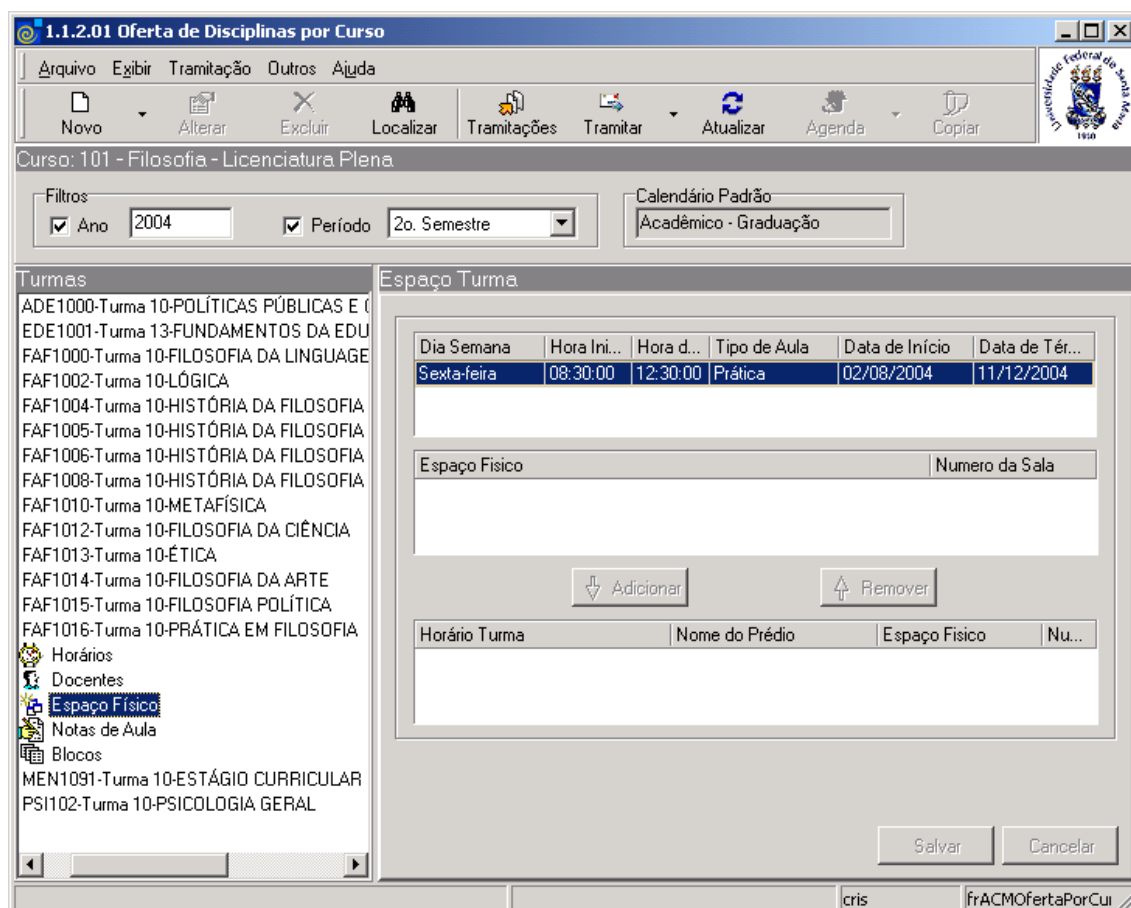 1.1.2.01 Oferta de Disciplinas por Curso
Arquivo Exibir Tramitação Outros Ajuda
Novo Alterar Excluir Localizar Tramitações Tramitar Atualizar Agenda Copiar
Universidade Federal de Santa Maria
1960
Curso: 101 - Filosofia - Licenciatura Plena
Filtros
Calendário Padrão
Ano 2004 Período 2o. Semestre Acadêmico - Graduação
Turmas
ADE1000-Turma 10-POLÍTICAS PÚBLICAS E (
EDE1001-Turma 13-FUNDAMENTOS DA EDU
FAF1000-Turma 10-FILOSOFIA DA LINGUAGE
FAF1002-Turma 10-LÓGICA
FAF1004-Turma 10-HISTÓRIA DA FILOSOFIA
FAF1005-Turma 10-HISTÓRIA DA FILOSOFIA
FAF1006-Turma 10-HISTÓRIA DA FILOSOFIA
FAF1008-Turma 10-HISTÓRIA DA FILOSOFIA
FAF1010-Turma 10-METAFÍSICA
FAF1012-Turma 10-FILOSOFIA DA CIÊNCIA
FAF1013-Turma 10-ÉTICA
FAF1014-Turma 10-FILOSOFIA DA ARTE
FAF1015-Turma 10-FILOSOFIA POLÍTICA
FAF1016-Turma 10-PRÁTICA EM FILOSOFIA
Horários
Docentes
Espaço Físico
Notas de Aula
Blocos
MEN1091-Turma 10-ESTÁGIO CURRICULAR
PSI102-Turma 10-PSICOLOGIA GERAL
Espaço Turma
Dia Semana Hora Ini... Hora d... Tipo de Aula Data de Início Data de Tér...
Sexta-feira 08:30:00 12:30:00 Prática 02/08/2004 11/12/2004
Espaço Fisico Numero da Sala
Adicionar Remover
Horário Turma Nome do Prédio Espaço Fisico Nu...
Salvar Cancelar
cris frACMOfertaPorCui